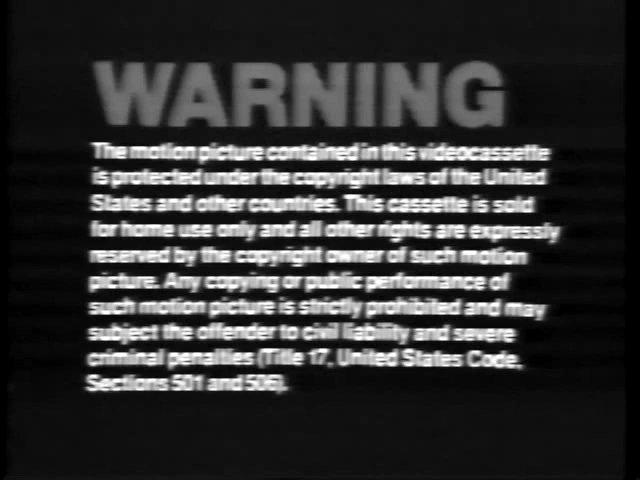 WARNING
The motion picture contained in this videocassette
is protected under the copyright laws of the United
States and other countries. This cassette is sold
for home use only and all other rights are expressly
reserved by the copyright owner of such motion
picture. Any copying or public performance of
such motion picture is strictly prohibited and may
subject the offender to civil liability and severe
criminal penalties (Title 17, United States Code,
Sections 501 and 506).